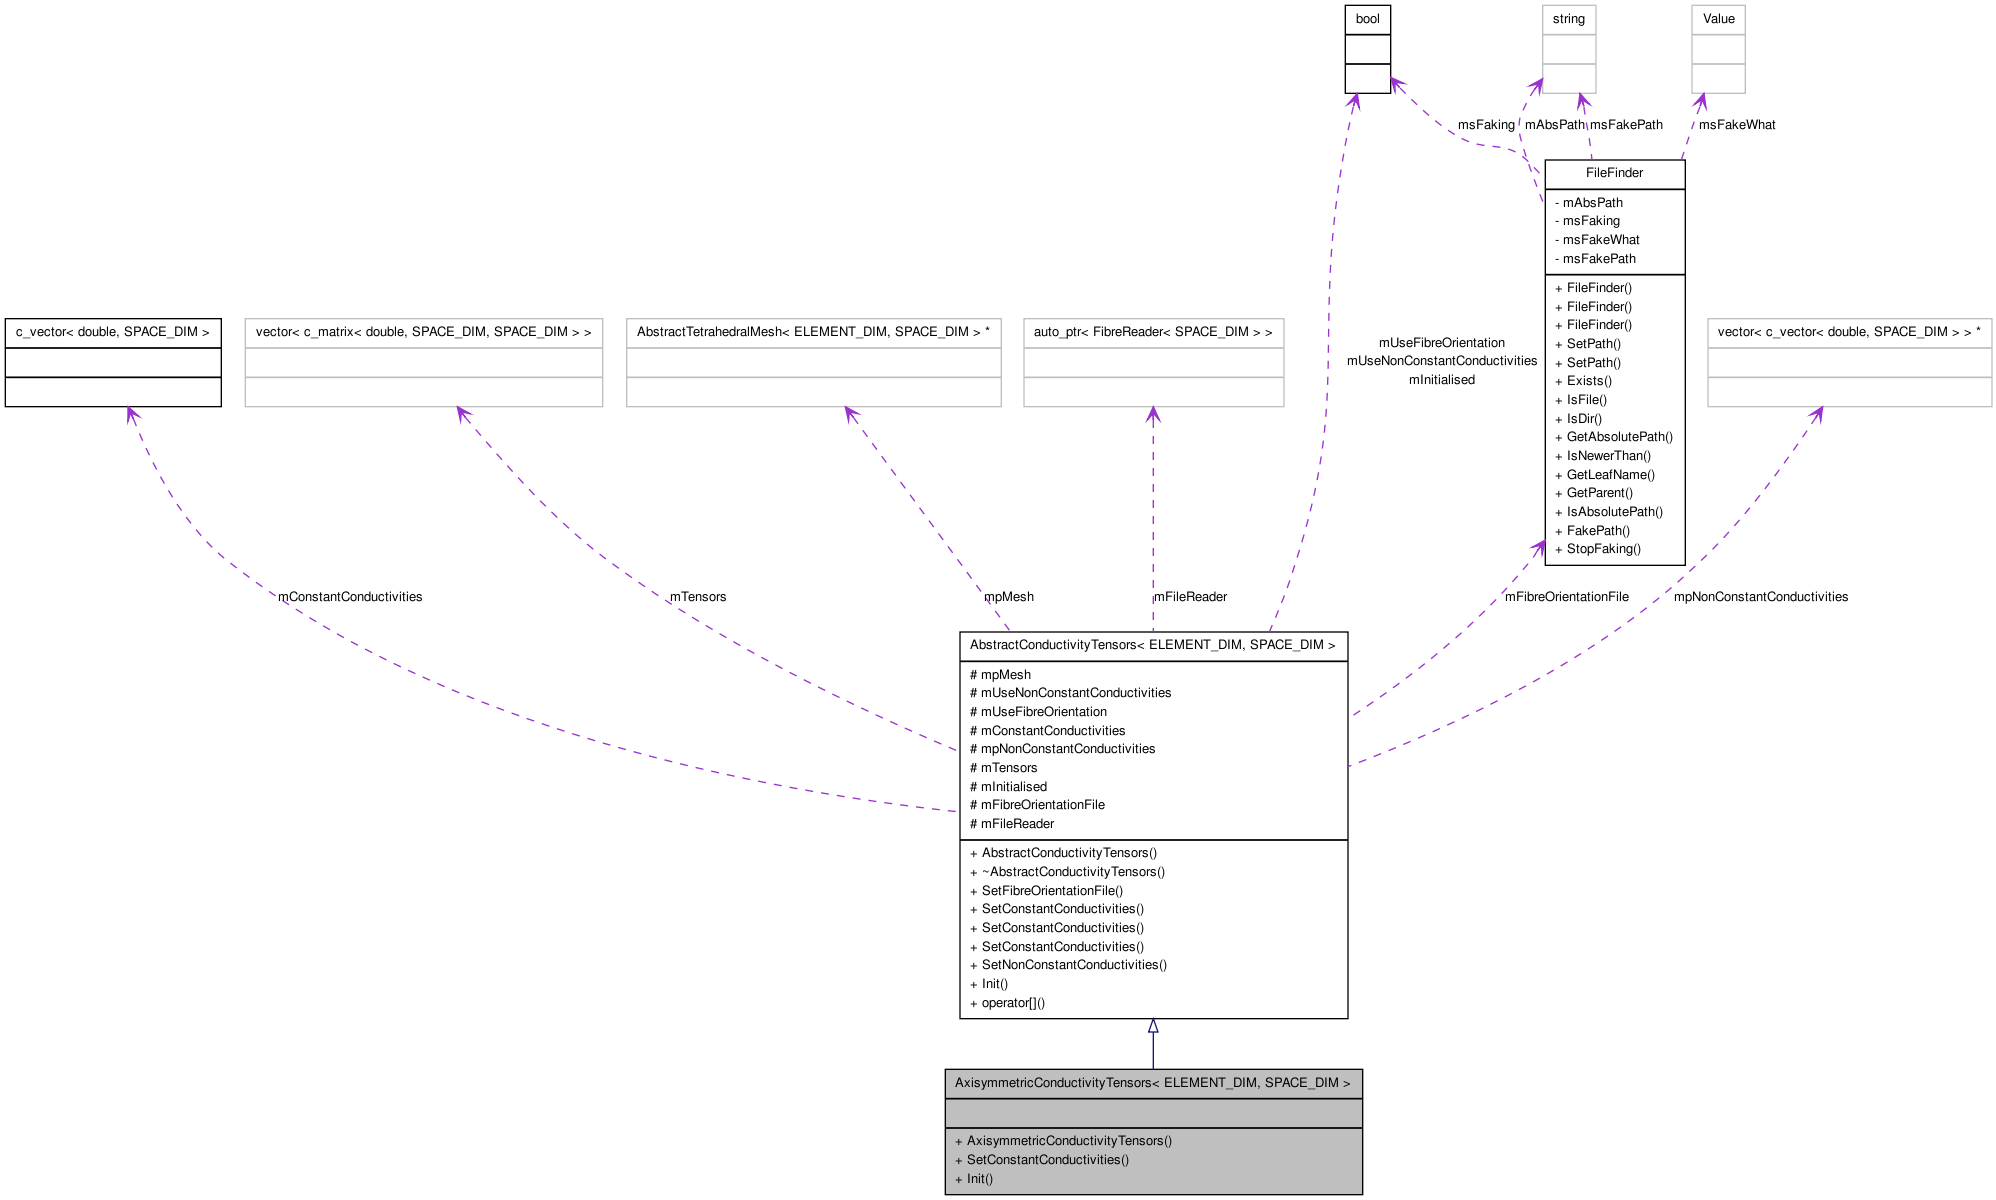 bool
string
Value
msFaking
mAbsPath
msFakePath
msFakeWhat
FileFinder
- mAbsPath
- msFaking
- msFakeWhat
- msFakePath
+ FileFinder()
+ FileFinder()
+ FileFinder()
+ SetPath()
+ SetPath()
+ Exists()
+ IsFile()
+ IsDir()
+ GetAbsolutePath()
+ IsNewerThan()
+ GetLeafName()
+ GetParent()
+ IsAbsolutePath()
+ FakePath()
+ StopFaking()
c_vector< double, SPACE_DIM >
vector< c_matrix< double, SPACE_DIM, SPACE_DIM > >
AbstractTetrahedralMesh< ELEMENT_DIM, SPACE_DIM > *
auto_ptr< FibreReader< SPACE_DIM > >
mUseFibreOrientation
mUseNonConstantConductivities
mInitialised
vector< c_vector< double, SPACE_DIM > > *
mConstantConductivities
mTensors
mpMesh
mFileReader
mFibreOrientationFile
mpNonConstantConductivities
AbstractConductivityTensors< ELEMENT_DIM, SPACE_DIM >
# mpMesh
# mUseNonConstantConductivities
# mUseFibreOrientation
# mConstantConductivities
# mpNonConstantConductivities
# mTensors
# mInitialised
# mFibreOrientationFile
# mFileReader
+ AbstractConductivityTensors()
+ ~AbstractConductivityTensors()
+ SetFibreOrientationFile()
+ SetConstantConductivities()
+ SetConstantConductivities()
+ SetConstantConductivities()
+ SetNonConstantConductivities()
+ Init()
+ operator[]()
AxisymmetricConductivityTensors< ELEMENT_DIM, SPACE_DIM >
+ AxisymmetricConductivityTensors()
+ SetConstantConductivities()
+ Init()